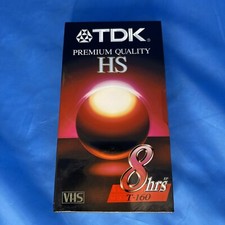 TDK
PREMIUM QUALITY
HS
8hrs
T-160
VHS